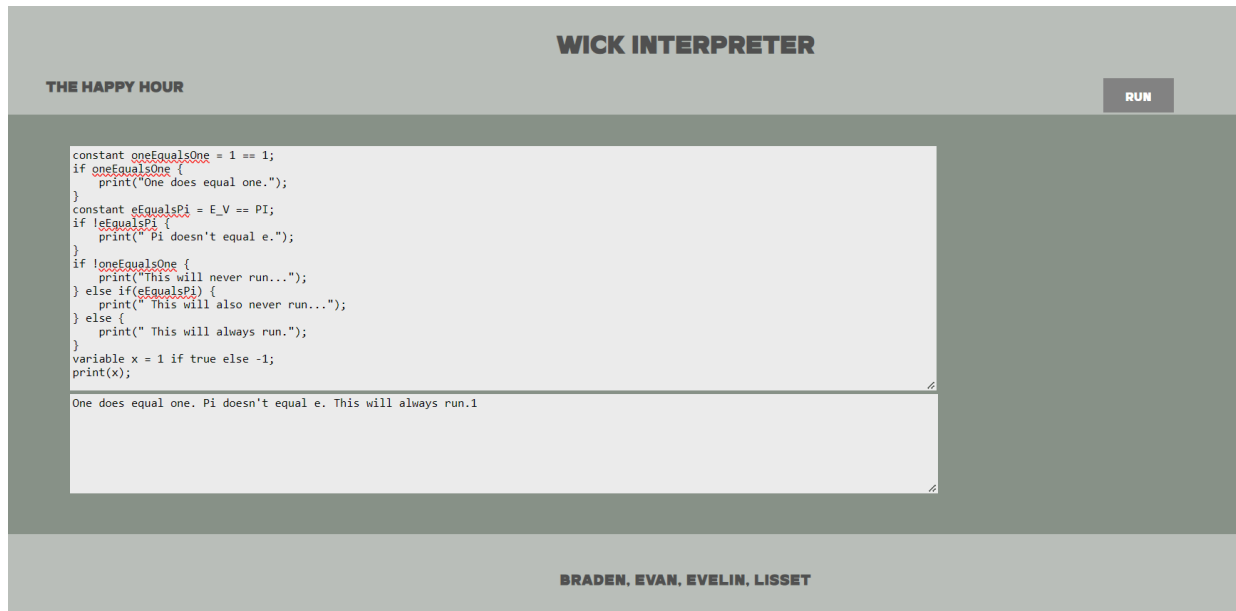 WICK INTERPRETER
THE HAPPY HOUR
RUN
constant oneEqualsOne = 1 == 1;
if oneEqualsOne {
    print("One does equal one.");
}
constant eEqualsPi = E_V == PI;
if !eEqualsPi {
    print(" Pi doesn't equal e.");
}
if !oneEqualsOne {
    print("This will never run...");
} else if(eEqualsPi) {
    print(" This will also never run...");
} else {
    print(" This will always run.");
}
variable x = 1 if true else -1;
print(x);
One does equal one. Pi doesn't equal e. This will always run.1
BRADEN, EVAN, EVELIN, LISSET